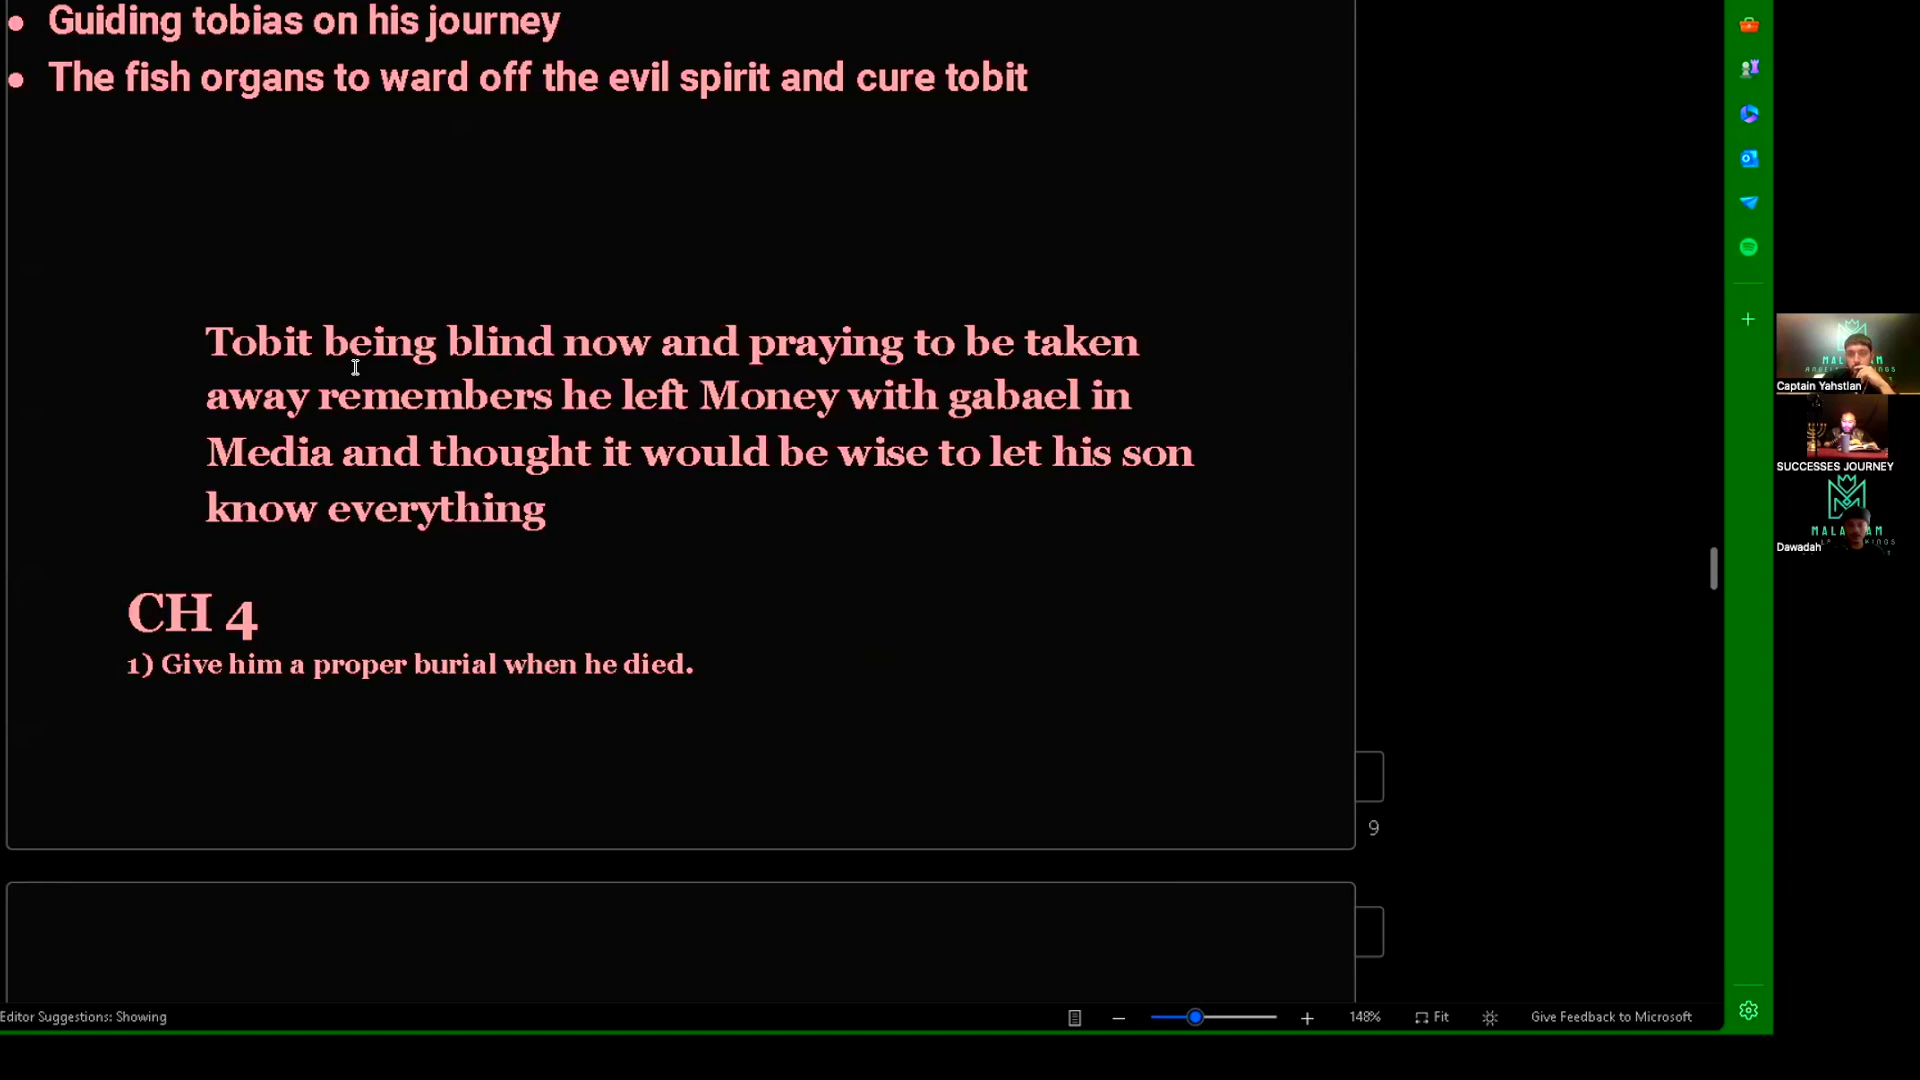 Guiding tobias on his journey
The fish organs to ward off the evil spirit and cure tobit
Tobit being blind now and praying to be taken
away remembers he left Money with gabael in
Media and thought it would be wise to let his son
know everything
CH 4
1) Give him a proper burial when he died.
9
Captain Yahstlan
SUCCESSES JOURNEY
Dawadah
Editor Suggestions: Showing
148%
Fit
Give Feedback to Microsoft